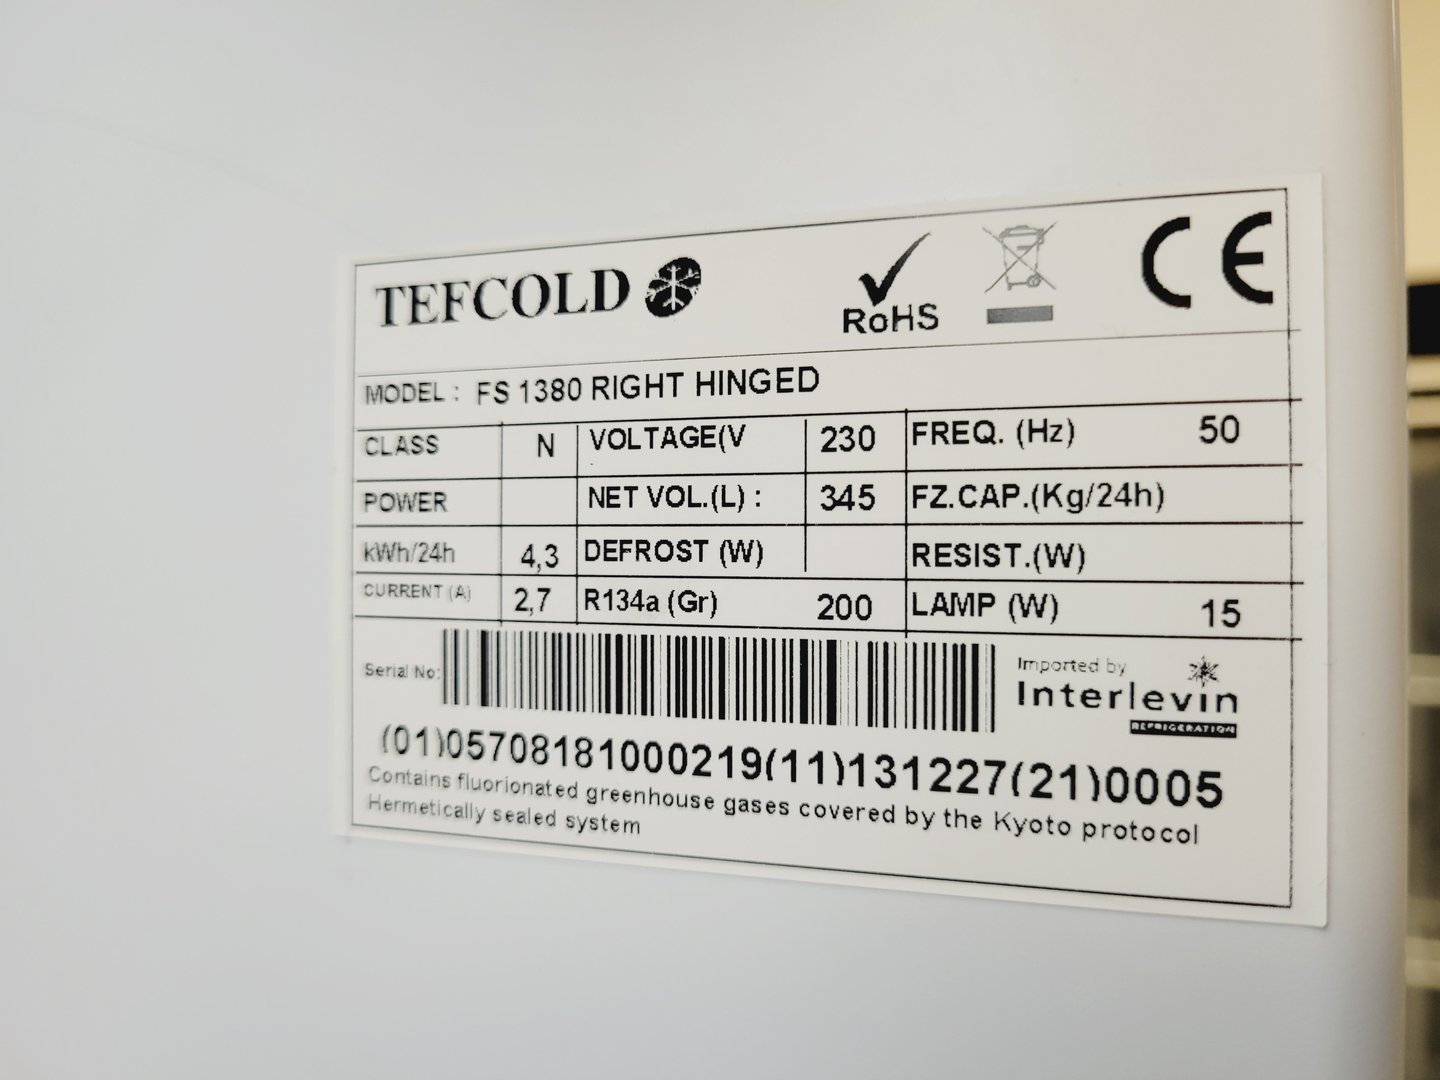 TEFCOLD
RoHS
CE
MODEL : FS 1380 RIGHT HINGED
CLASS N VOLTAGE(V 230 FREQ. (Hz) 50
POWER NET VOL.(L) : 345 FZ.CAP.(Kg/24h)
kWh/24h 4,3 DEFROST (W) RESIST.(W)
CURRENT (A) 2,7 R134a (Gr) 200 LAMP (W) 15
Serial No:
Imported by
Interlevin
REFRIGERATION
(01)05708181000219(11)131227(21)0005
Contains fluorionated greenhouse gases covered by the Kyoto protocol
Hermetically sealed system